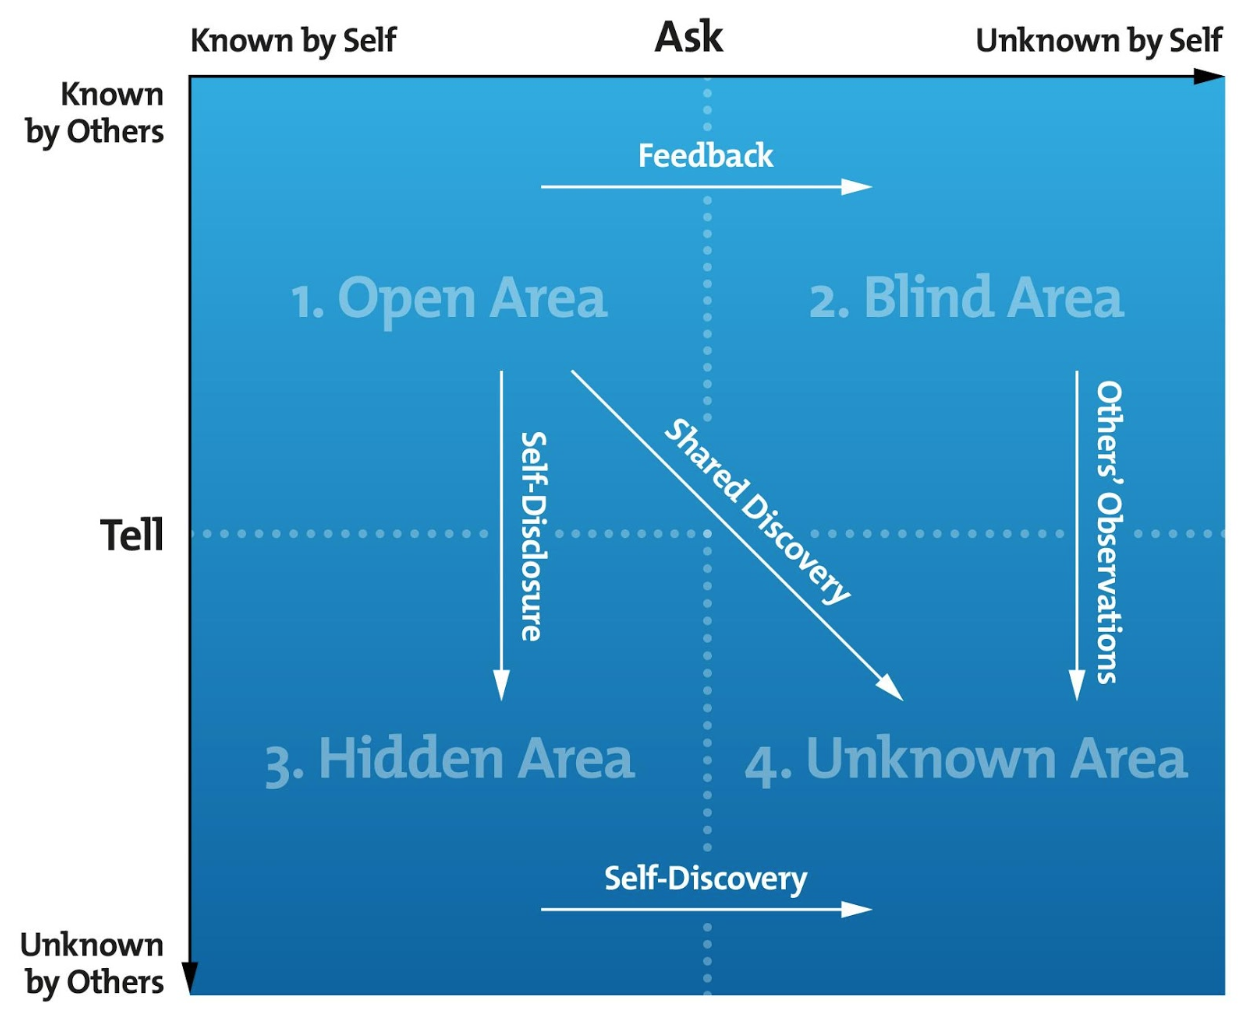 Known by Self
Ask
Unknown by Self
Known
by Others
Feedback
1. Open Area
2. Blind Area
Self-Disclosure
Shared Discovery
Others’ Observations
Tell
3. Hidden Area
4. Unknown Area
Self-Discovery
Unknown
by Others